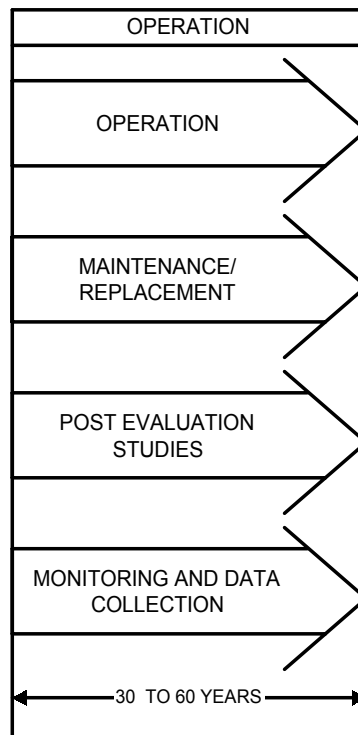 OPERATION
OPERATION
MAINTENANCE/
REPLACEMENT
POST EVALUATION
STUDIES
MONITORING AND DATA
COLLECTION
30 TO 60 YEARS